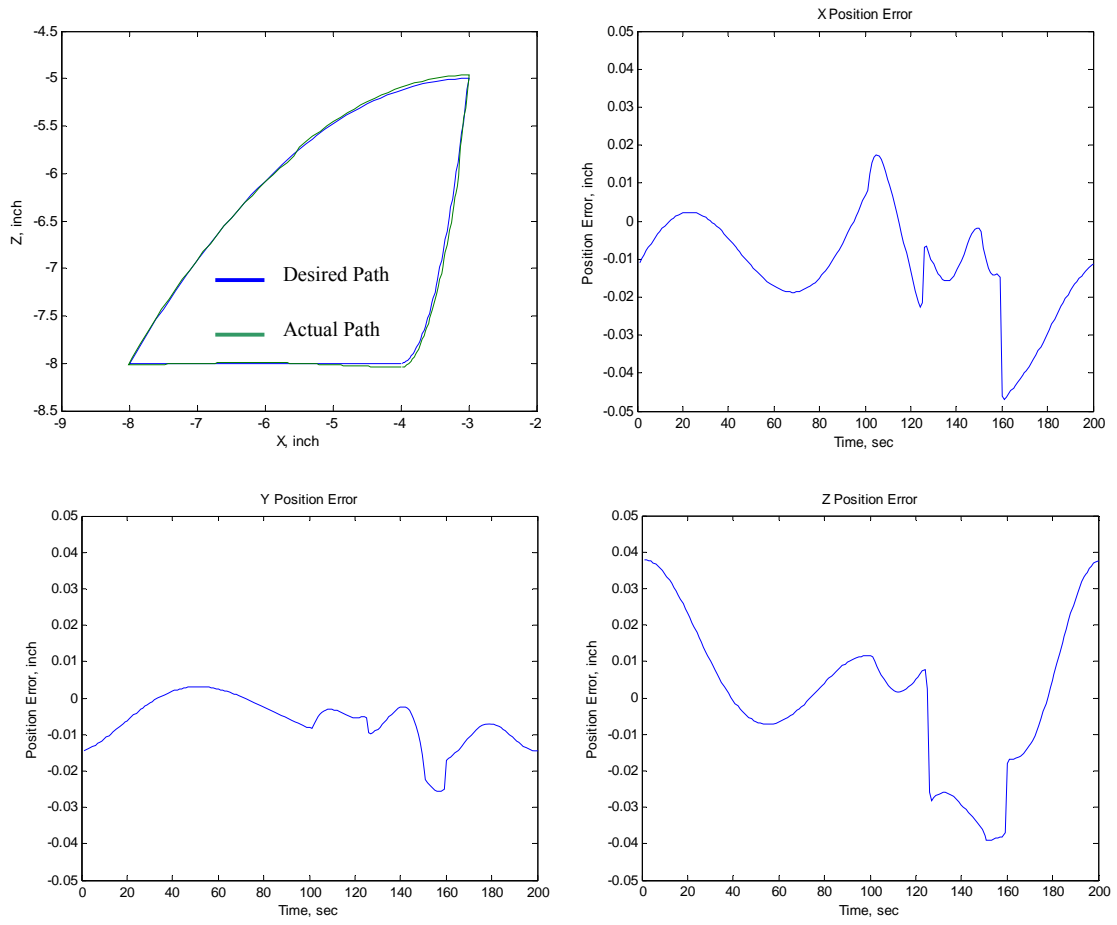 -4.5
-5
-5.5
-6
-6.5
-7
-7.5
-8
-8.5
Z, inch
Desired Path
Actual Path
-9 -8 -7 -6 -5 -4 -3 -2
X, inch
X Position Error
0.05
0.04
0.03
0.02
0.01
0
-0.01
-0.02
-0.03
-0.04
-0.05
Position Error, inch
0 20 40 60 80 100 120 140 160 180 200
Time, sec
Y Position Error
0.05
0.04
0.03
0.02
0.01
0
-0.01
-0.02
-0.03
-0.04
-0.05
Position Error, inch
0 20 40 60 80 100 120 140 160 180 200
Time, sec
Z Position Error
0.05
0.04
0.03
0.02
0.01
0
-0.01
-0.02
-0.03
-0.04
-0.05
Position Error, inch
0 20 40 60 80 100 120 140 160 180 200
Time, sec